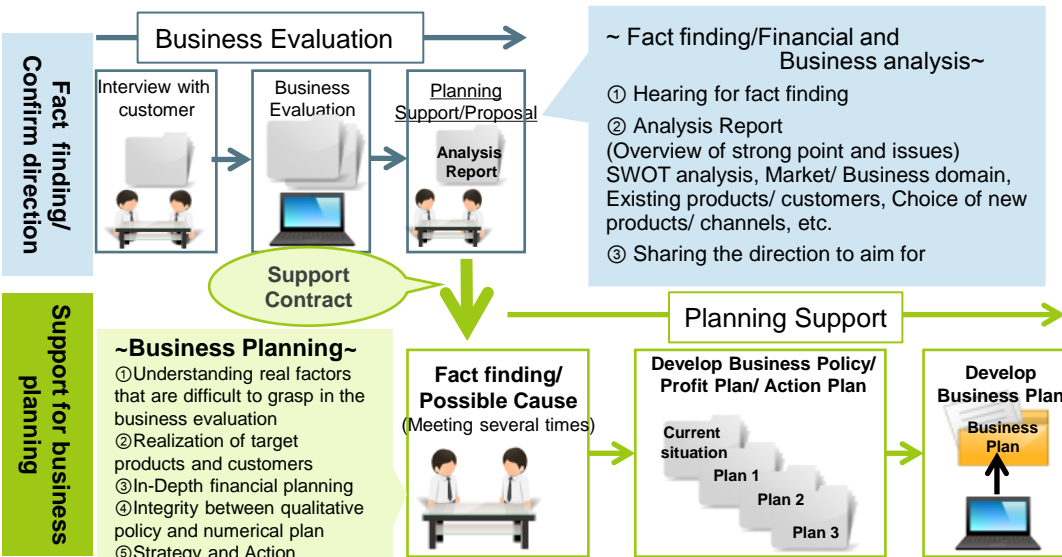 Business Evaluation
Fact finding/
Confirm direction
Interview with
customer
Business
Evaluation
Planning
Support/Proposal
Analysis
Report
~ Fact finding/Financial and
Business analysis~
① Hearing for fact finding
② Analysis Report
(Overview of strong point and issues)
SWOT analysis, Market/ Business domain,
Existing products/ customers, Choice of new
products/ channels, etc.
③ Sharing the direction to aim for
Support
Contract
Support for business
planning
Planning Support
~Business Planning~
①Understanding real factors
that are difficult to grasp in the
business evaluation
②Realization of target
products and customers
③In-Depth financial planning
④Integrity between qualitative
policy and numerical plan
⑤Strategy and Action
Fact finding/
Possible Cause
(Meeting several times)
Develop Business Policy/
Profit Plan/ Action Plan
Current
situation
Plan 1
Plan 2
Plan 3
Develop
Business Plan
Business
Plan